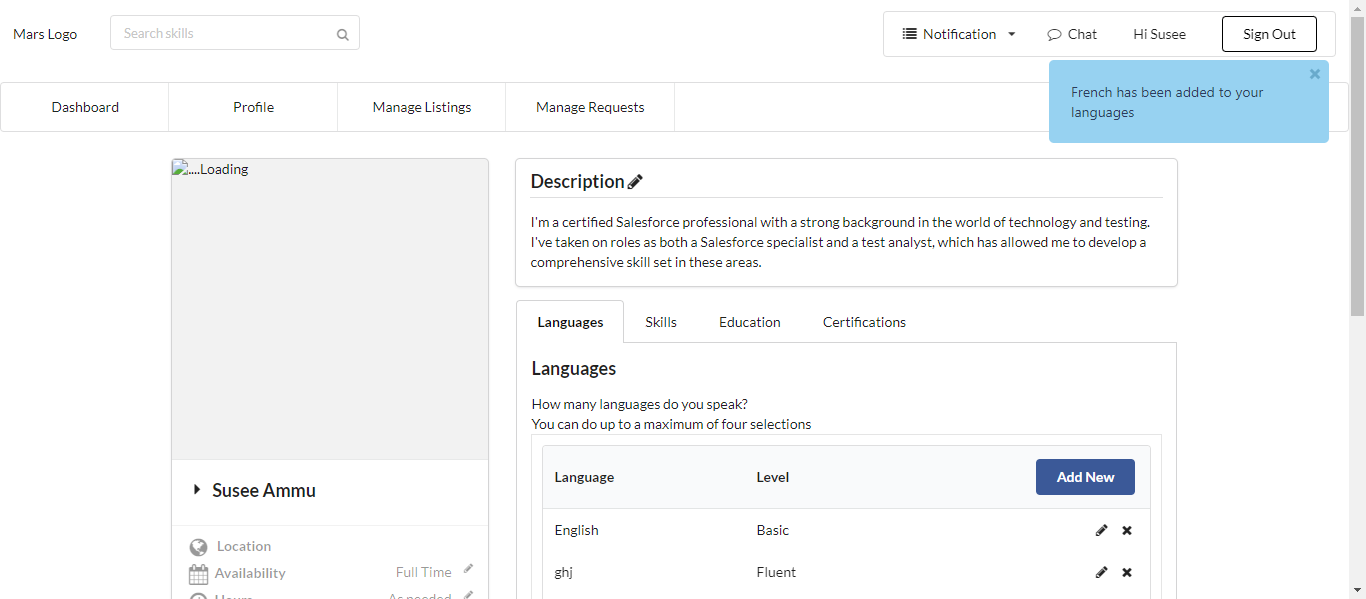 Mars Logo
Search skills
Notification
Chat
Hi Susee
Sign Out
French has been added to your
languages
Dashboard
Profile
Manage Listings
Manage Requests
....Loading
Description
I'm a certified Salesforce professional with a strong background in the world of technology and testing.
I've taken on roles as both a Salesforce specialist and a test analyst, which has allowed me to develop a
comprehensive skill set in these areas.
Languages
Skills
Education
Certifications
Languages
How many languages do you speak?
You can do up to a maximum of four selections
Language
Level
Add New
English
Basic
ghj
Fluent
Susee Ammu
Location
Availability
Full Time
Hours
As needed